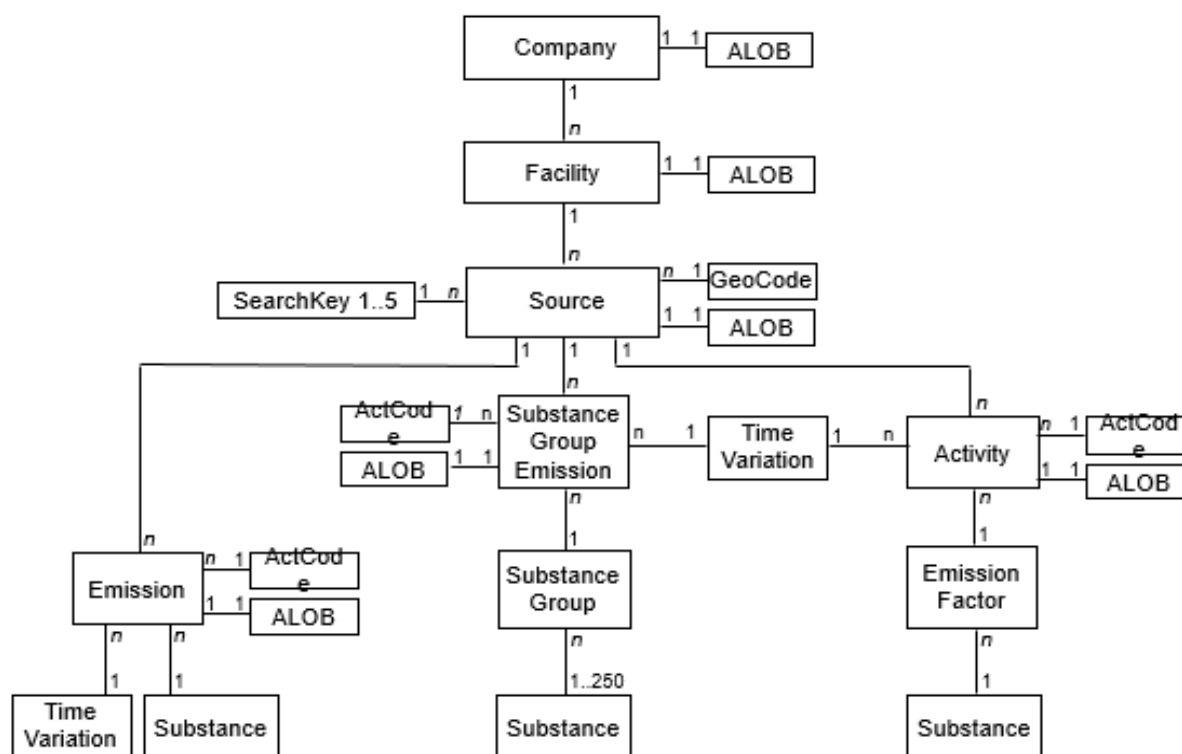 Company
1 1
ALOB
1
n
Facility
1 1
ALOB
1
n
SearchKey 1..5
1 n
Source
n 1
GeoCode
1 1
ALOB
1 1 1
n
n
n
ActCod
e
1 n
ALOB
1 1
Substance
Group
Emission
n 1
Time
Variation
1 n
Activity
n 1
ActCod
e
1 1
ALOB
n
1
n
1
n
Emission
n 1
ActCod
e
1 1
ALOB
Substance
Group
Emission
Factor
n n
1 1
n
1..250
n
1
Time
Variation
Substance
Substance
Substance